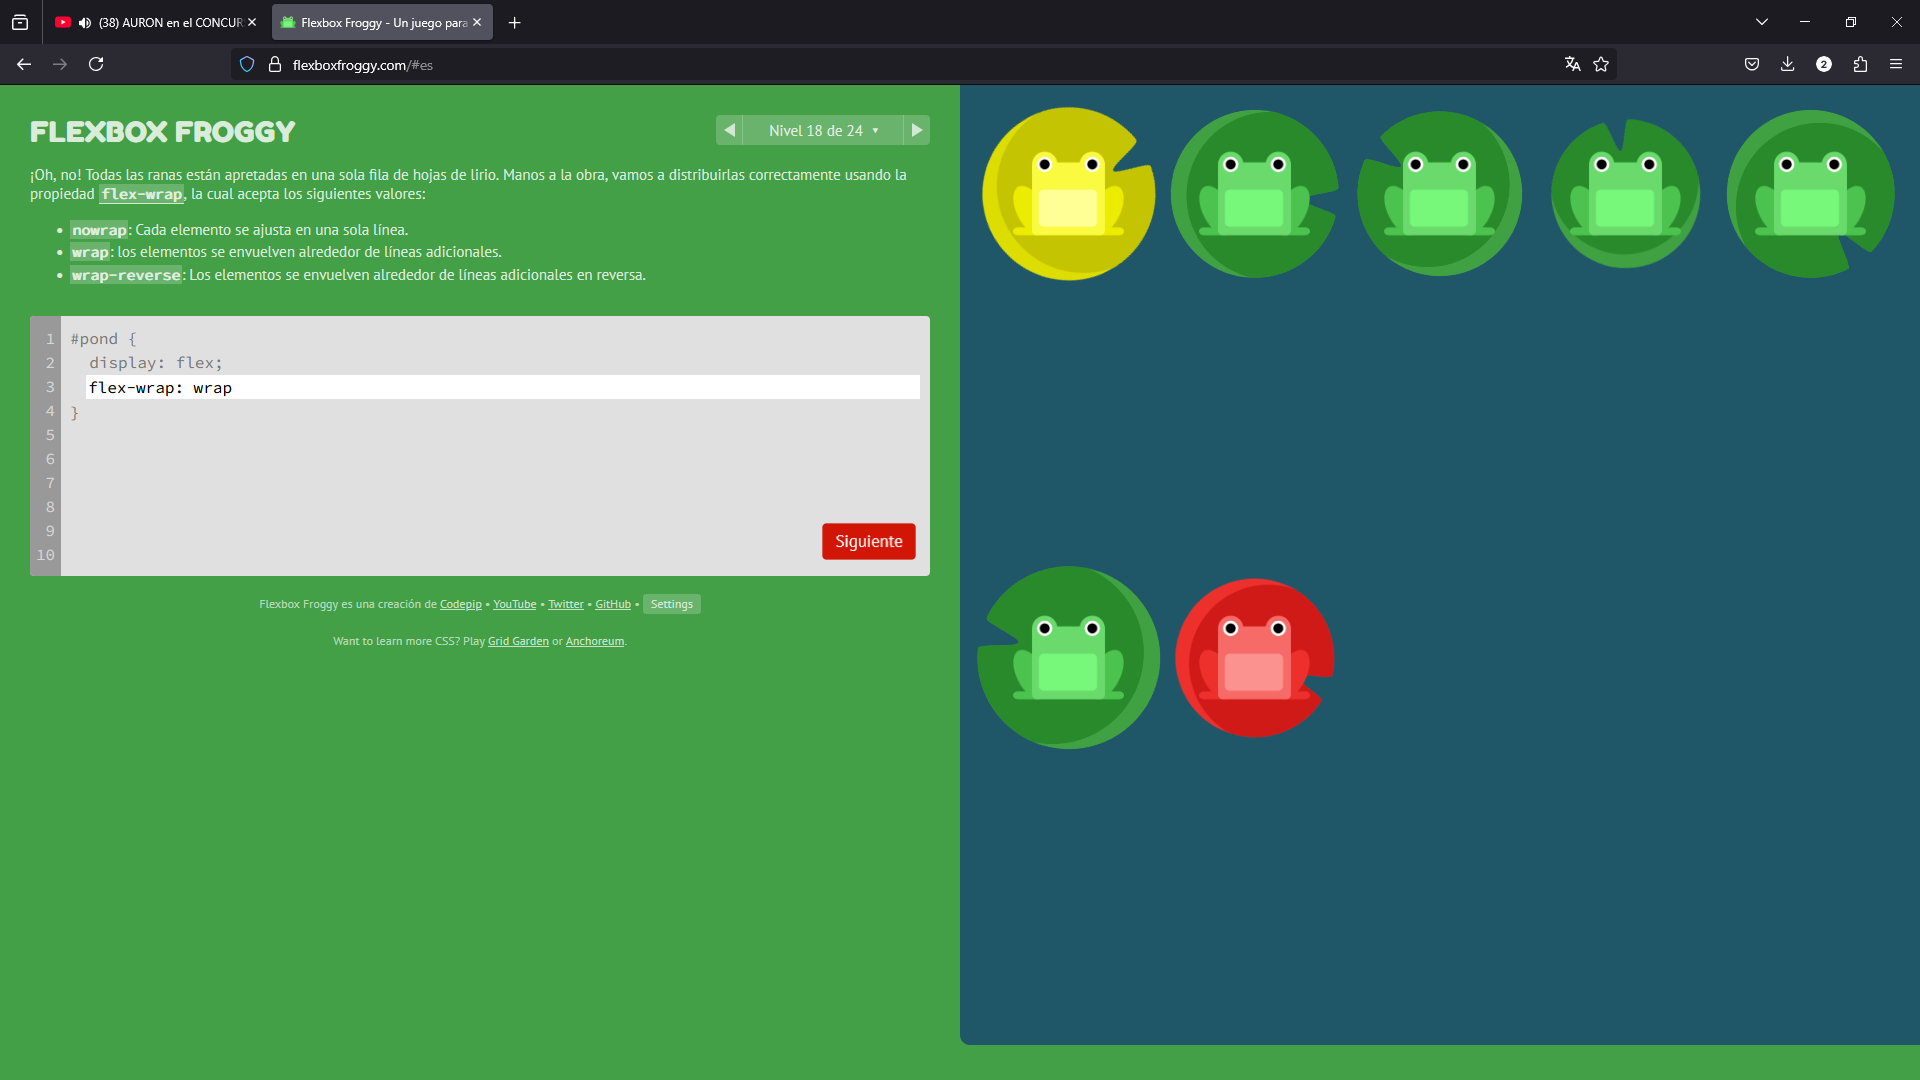 (38) AURON en el CONCUR
Flexbox Froggy - Un juego para
flexboxfroggy.com/#es
2
FLEXBOX FROGGY
Nivel 18 de 24 ▼
¡Oh, no! Todas las ranas están apretadas en una sola fila de hojas de lirio. Manos a la obra, vamos a distribuirlas correctamente usando la
propiedad flex-wrap, la cual acepta los siguientes valores:
• nowrap: Cada elemento se ajusta en una sola línea.
• wrap: los elementos se envuelven alrededor de líneas adicionales.
• wrap-reverse: Los elementos se envuelven alrededor de líneas adicionales en reversa.
1 #pond {
2 display: flex;
3 flex-wrap: wrap
4 }
5
6
7
8
9
10
Siguiente
Flexbox Froggy es una creación de Codepip • YouTube • Twitter • GitHub • Settings
Want to learn more CSS? Play Grid Garden or Anchoreum.